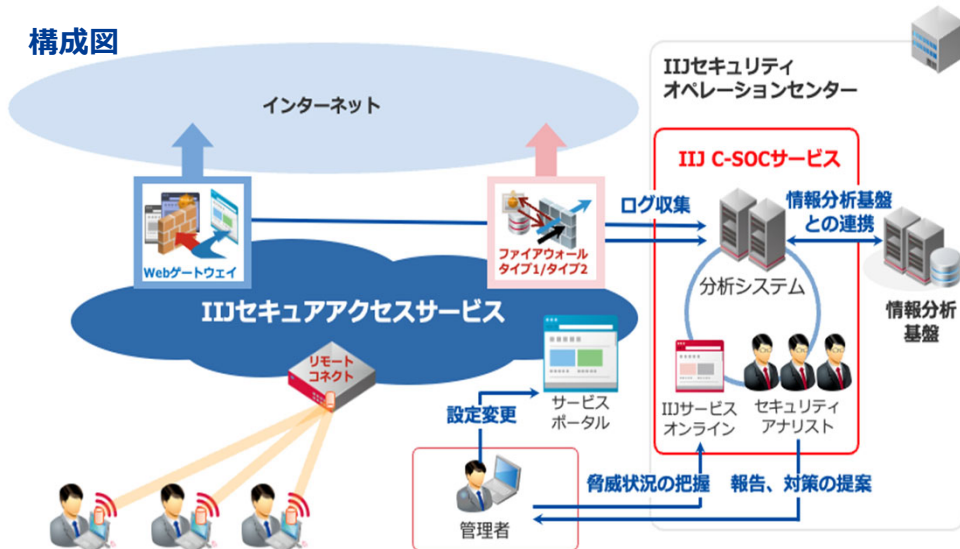 構成図
インターネット
IIJセキュリティ
オペレーションセンター
IIJ C-SOCサービス
ログ収集
情報分析基盤
との連携
Webゲートウェイ
ファイアウォール
タイプ1/タイプ2
分析システム
情報分析
基盤
IIJセキュアアクセスサービス
リモート
コネクト
サービス
ポータル
設定変更
IIJサービス
オンライン
セキュリティ
アナリスト
脅威状況の把握
報告、対策の提案
管理者